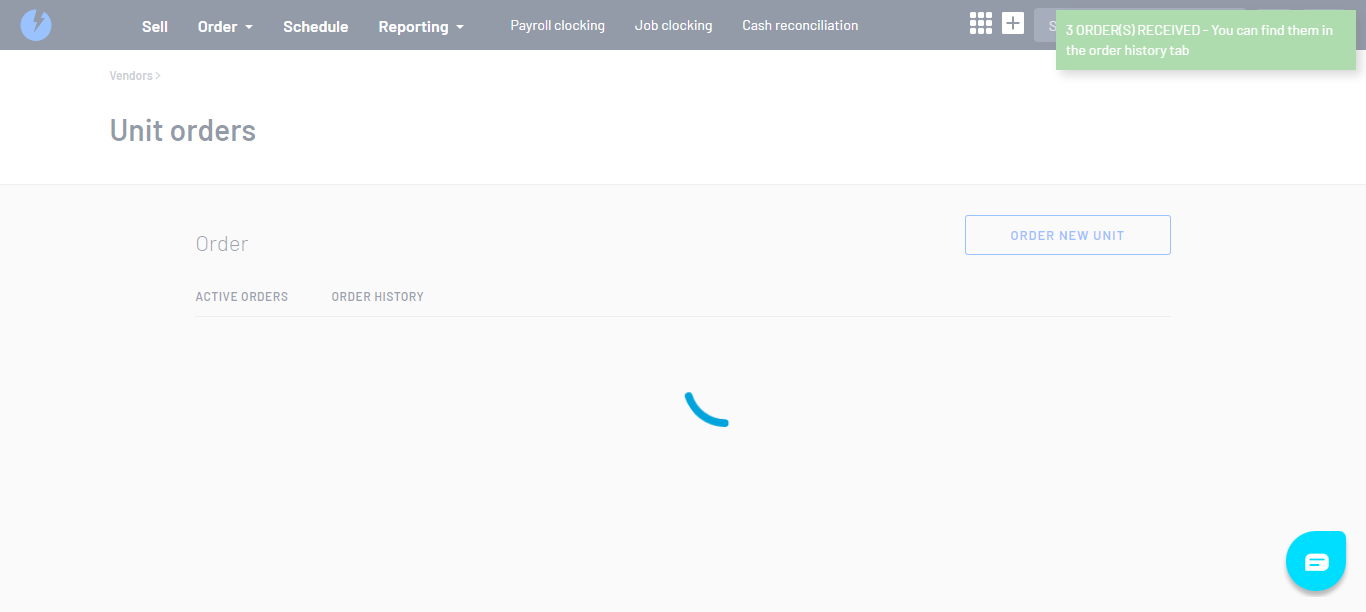 Sell Order Schedule Reporting Payroll clocking Job clocking Cash reconciliation S
3 ORDER(S) RECEIVED - You can find them in
the order history tab
Vendors >
Unit orders
Order
ORDER NEW UNIT
ACTIVE ORDERS ORDER HISTORY